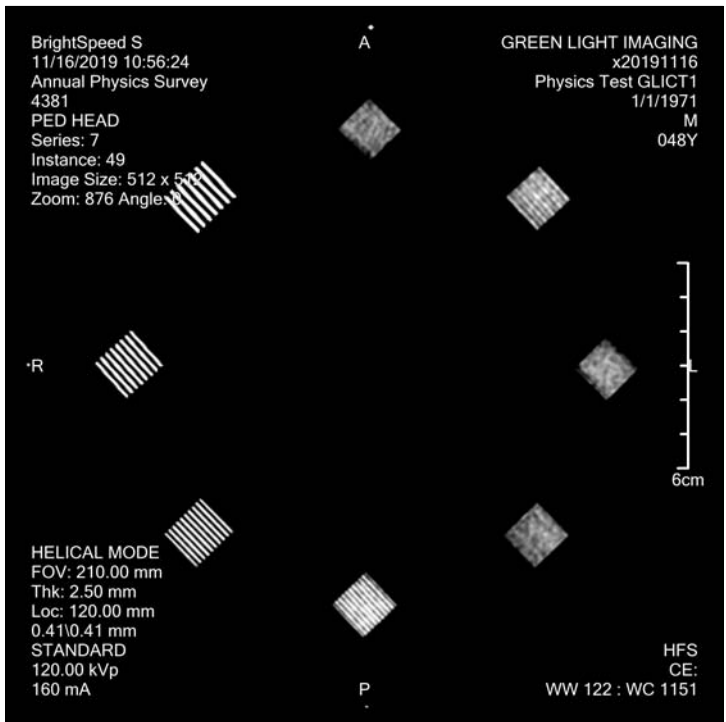 BrightSpeed S
11/16/2019 10:56:24
Annual Physics Survey
4381
PED HEAD
Series: 7
Instance: 49
Image Size: 512 x 512
Zoom: 876 Angle: 0
A
GREEN LIGHT IMAGING
x20191116
Physics Test GLICT1
1/1/1971
M
048Y
R
L
6cm
HELICAL MODE
FOV: 210.00 mm
Thk: 2.50 mm
Loc: 120.00 mm
0.41\0.41 mm
STANDARD
120.00 kVp
160 mA
P
HFS
CE:
WW 122 : WC 1151